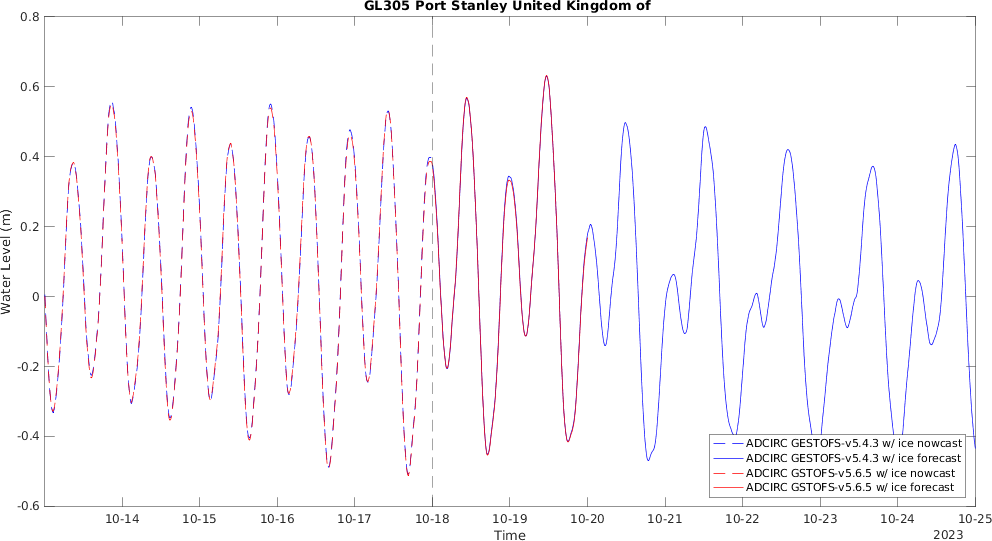 GL305 Port Stanley United Kingdom of
0.8
0.6
0.4
0.2
0
-0.2
-0.4
-0.6
Water Level (m)
ADCIRC GESTOFS-v5.4.3 w/ ice nowcast
ADCIRC GESTOFS-v5.4.3 w/ ice forecast
ADCIRC GSTOFS-v5.6.5 w/ ice nowcast
ADCIRC GSTOFS-v5.6.5 w/ ice forecast
10-14 10-15 10-16 10-17 10-18 10-19 10-20 10-21 10-22 10-23 10-24 10-25
Time
2023